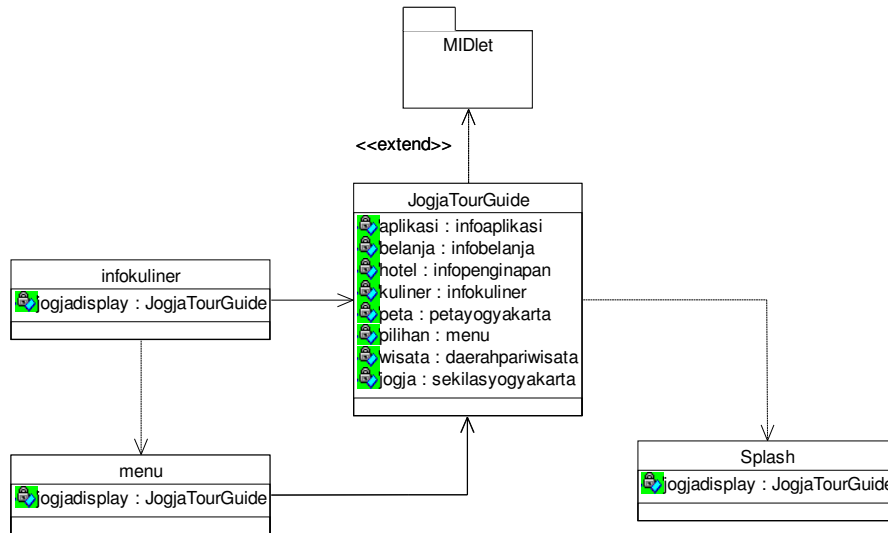 MIDlet
<<extend>>
JogjaTourGuide
aplikasi : infoaplikasi
belanja : infobelanja
hotel : infopenginapan
kuliner : infokuliner
peta : petayogyakarta
pilihan : menu
wisata : daerahpariwisata
jogja : sekilasyogyakarta
infokuliner
jogjadisplay : JogjaTourGuide
menu
jogjadisplay : JogjaTourGuide
Splash
jogjadisplay : JogjaTourGuide